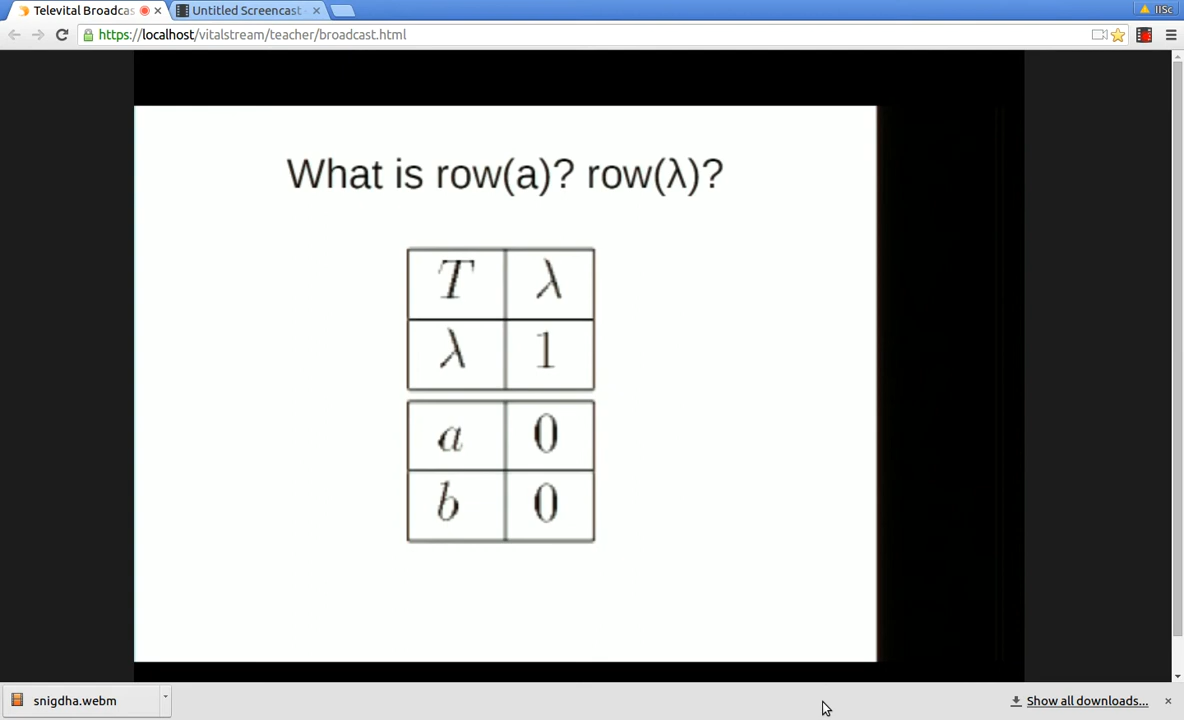 Televital Broadcas
Untitled Screencast
IISc
https://localhost/vitalstream/teacher/broadcast.html
What is row(a)? row(λ)?
T λ
λ 1
a 0
b 0
snigdha.webm
Show all downloads...